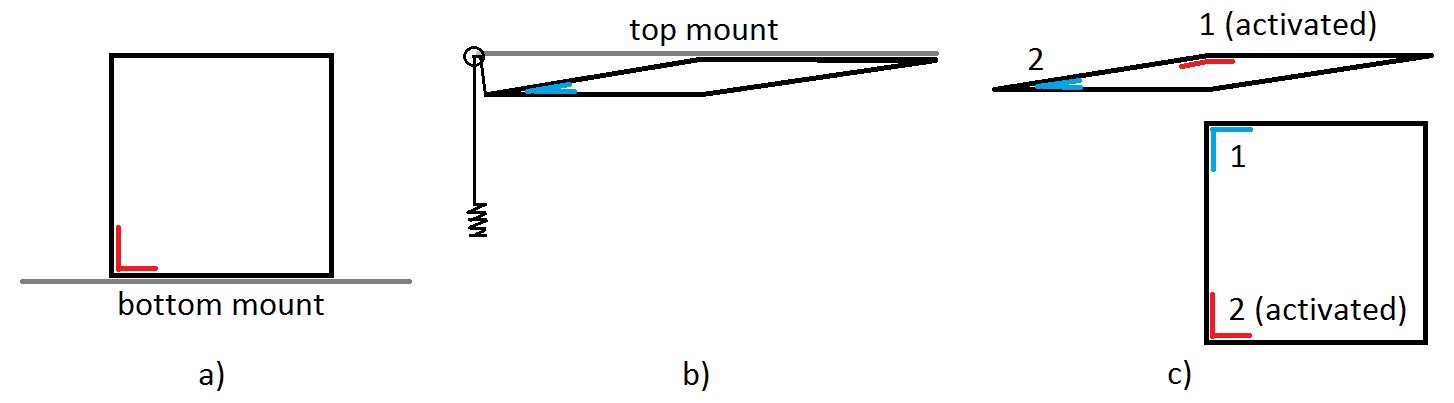 top mount
1 (activated)
2
1
bottom mount
2 (activated)
a)
b)
c)